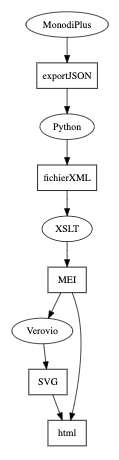 MonodiPlus
exportJSON
Python
fichierXML
XSLT
MEI
Verovio
SVG
html